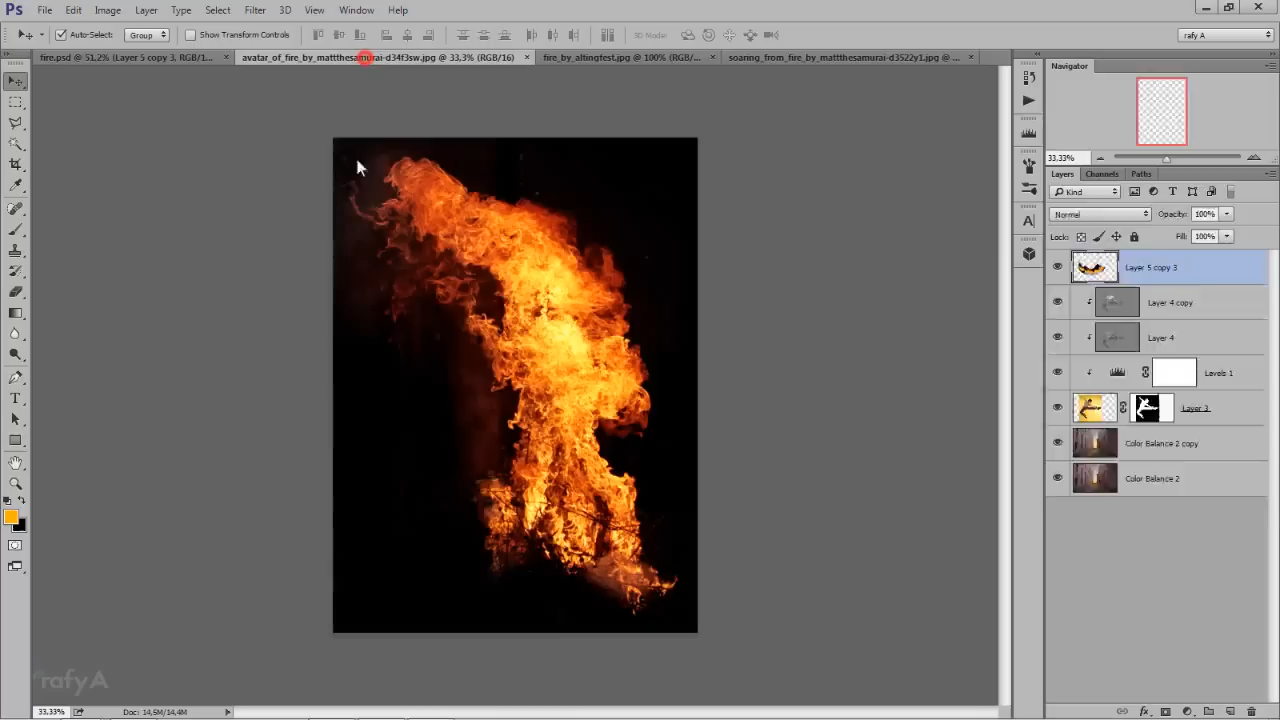 Ps File Edit Image Layer Type Select Filter 3D View Window Help
Auto-Select: Group Show Transform Controls 3D Mode: rafy A
fire.psd @ 51,2% (Layer 5 copy 3, RGB/1... × avatar_of_fire_by_mattthesamurai-d34f3sw.jpg @ 33,3% (RGB/16) × fire_by_altingfest.jpg @ 100% (RGB/... × soaring_from_fire_by_mattthesamurai-d3522y1.jpg @ ... ×
Navigator
33,33%
Layers Channels Paths
Kind
Normal Opacity: 100%
Lock: Fill: 100%
Layer 5 copy 3
Layer 4 copy
Layer 4
Levels 1
Layer 3
Color Balance 2 copy
Color Balance 2
rafy A
33,33% Doc: 14,5M/14,4M